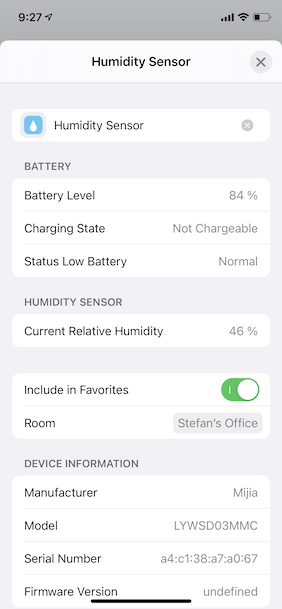 9:27
Humidity Sensor
Humidity Sensor
BATTERY
Battery Level 84 %
Charging State Not Chargeable
Status Low Battery Normal
HUMIDITY SENSOR
Current Relative Humidity 46 %
Include in Favorites
Room Stefan's Office
DEVICE INFORMATION
Manufacturer Mijia
Model LYWSD03MMC
Serial Number a4:c1:38:a7:a0:67
Firmware Version undefined